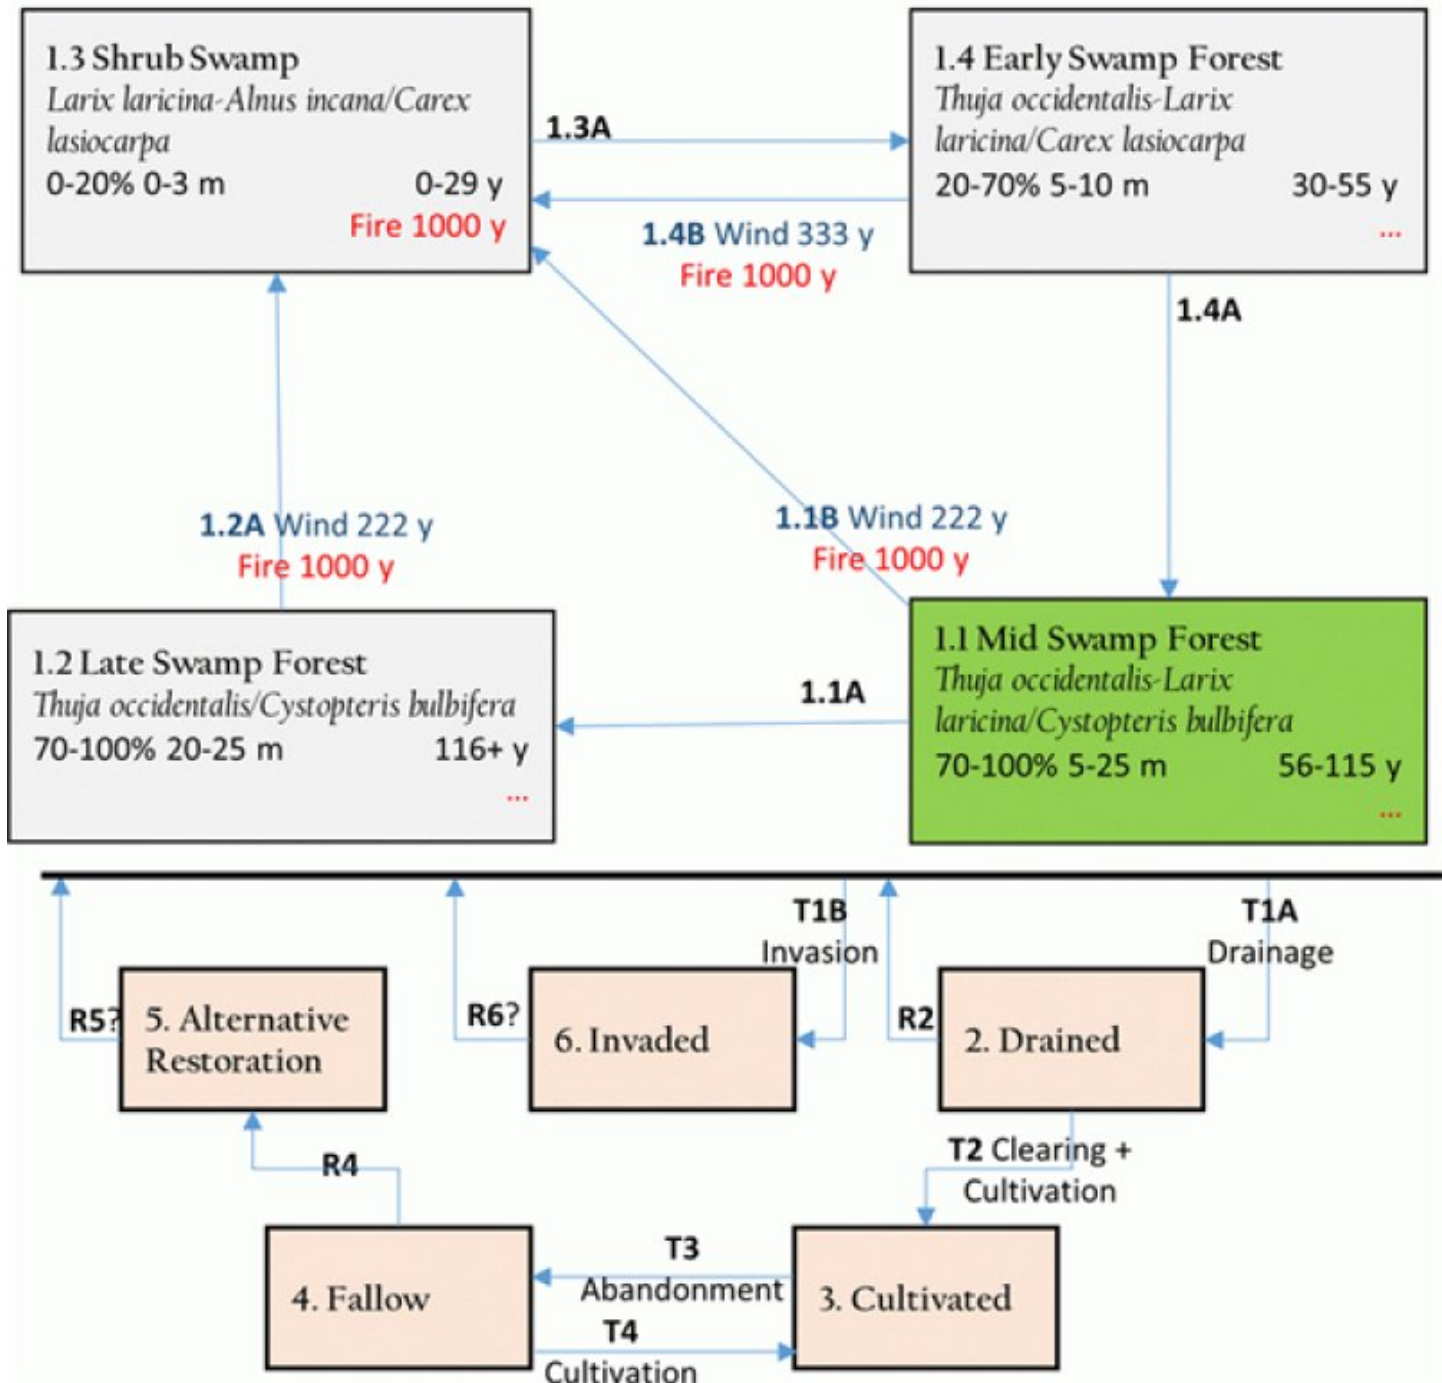 1.3 Shrub Swamp
Larix laricina-Alnus incana/Carex
lasiocarpa
0-20% 0-3 m 0-29 y
Fire 1000 y
1.3A
1.4 Early Swamp Forest
Thuja occidentalis-Larix
laricina/Carex lasiocarpa
20-70% 5-10 m 30-55 y
...
1.4B Wind 333 y
Fire 1000 y
1.4A
1.2A Wind 222 y
Fire 1000 y
1.1B Wind 222 y
Fire 1000 y
1.2 Late Swamp Forest
Thuja occidentalis/Cystopteris bulbifera
70-100% 20-25 m 116+ y
...
1.1A
1.1 Mid Swamp Forest
Thuja occidentalis-Larix
laricina/Cystopteris bulbifera
70-100% 5-25 m 56-115 y
...
T1B
Invasion
T1A
Drainage
R5?
5. Alternative
Restoration
R6?
6. Invaded
R2
2. Drained
R4
T2 Clearing +
Cultivation
4. Fallow
T3
Abandonment
T4
Cultivation
3. Cultivated